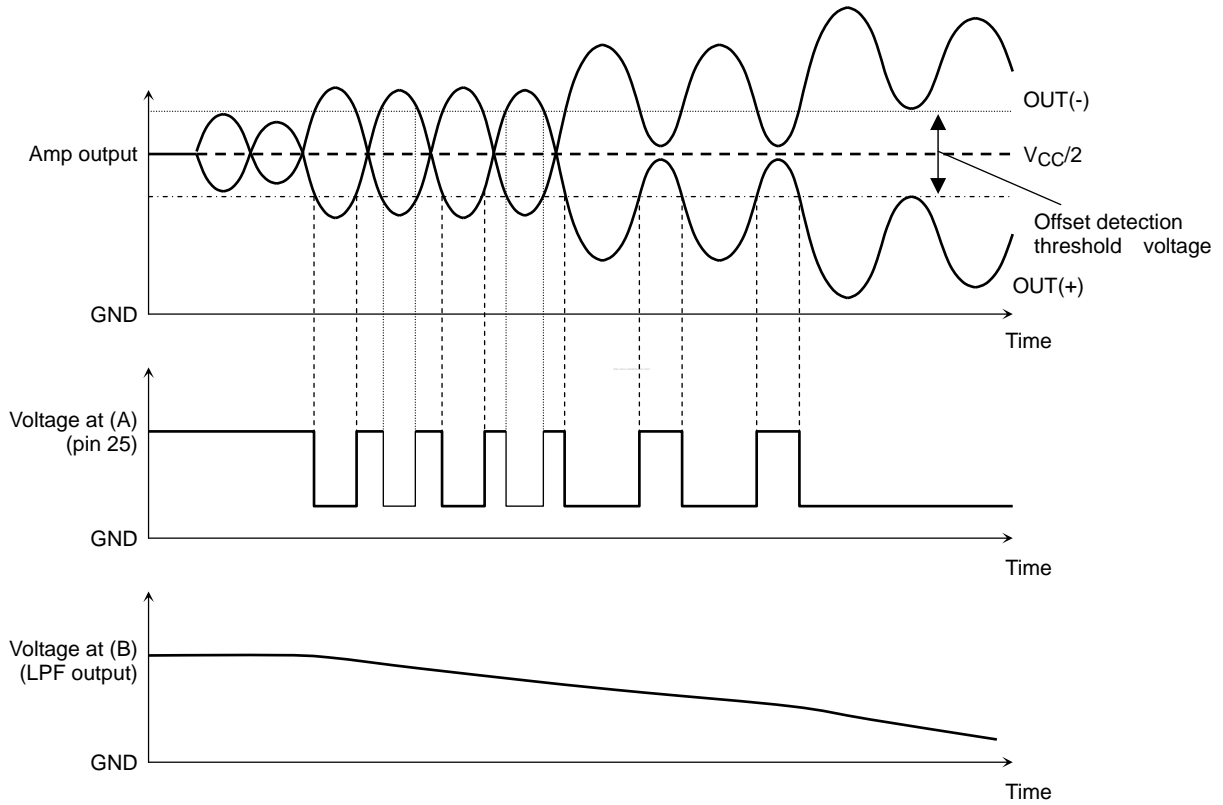 OUT(-)
Amp output
VCC/2
Offset detection
threshold voltage
OUT(+)
GND
Time
Voltage at (A)
(pin 25)
GND
Time
Voltage at (B)
(LPF output)
GND
Time